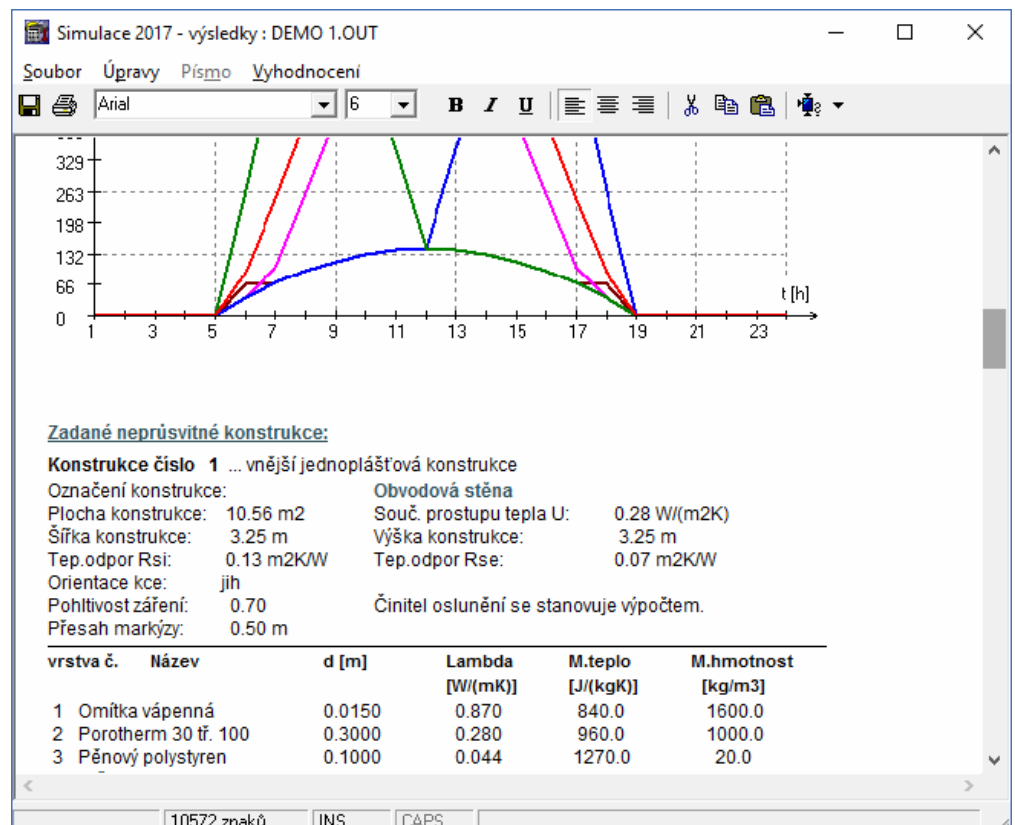 Simulace 2017 - výsledky : DEMO 1.OUT
Soubor Úpravy Písmo Vyhodnocení
Arial 6 B I U
329
263
198
132
66
0
t [h]
1 3 5 7 9 11 13 15 17 19 21 23
Zadané neprůsvitné konstrukce:
Konstrukce číslo 1 ... vnější jednoplášťová konstrukce
Označení konstrukce: Obvodová stěna
Plocha konstrukce: 10.56 m2 Souč. prostupu tepla U: 0.28 W/(m2K)
Šířka konstrukce: 3.25 m Výška konstrukce: 3.25 m
Tep.odpor Rsi: 0.13 m2K/W Tep.odpor Rse: 0.07 m2K/W
Orientace kce: jih
Pohltivost záření: 0.70 Činitel oslunění se stanovuje výpočtem.
Přesah markýzy: 0.50 m
vrstva č. Název d [m] Lambda M.teplo M.hmotnost
[W/(mK)] [J/(kgK)] [kg/m3]
1 Omítka vápenná 0.0150 0.870 840.0 1600.0
2 Porotherm 30 tř. 100 0.3000 0.280 960.0 1000.0
3 Pěnový polystyren 0.1000 0.044 1270.0 20.0
10572 znaků INS CAPS